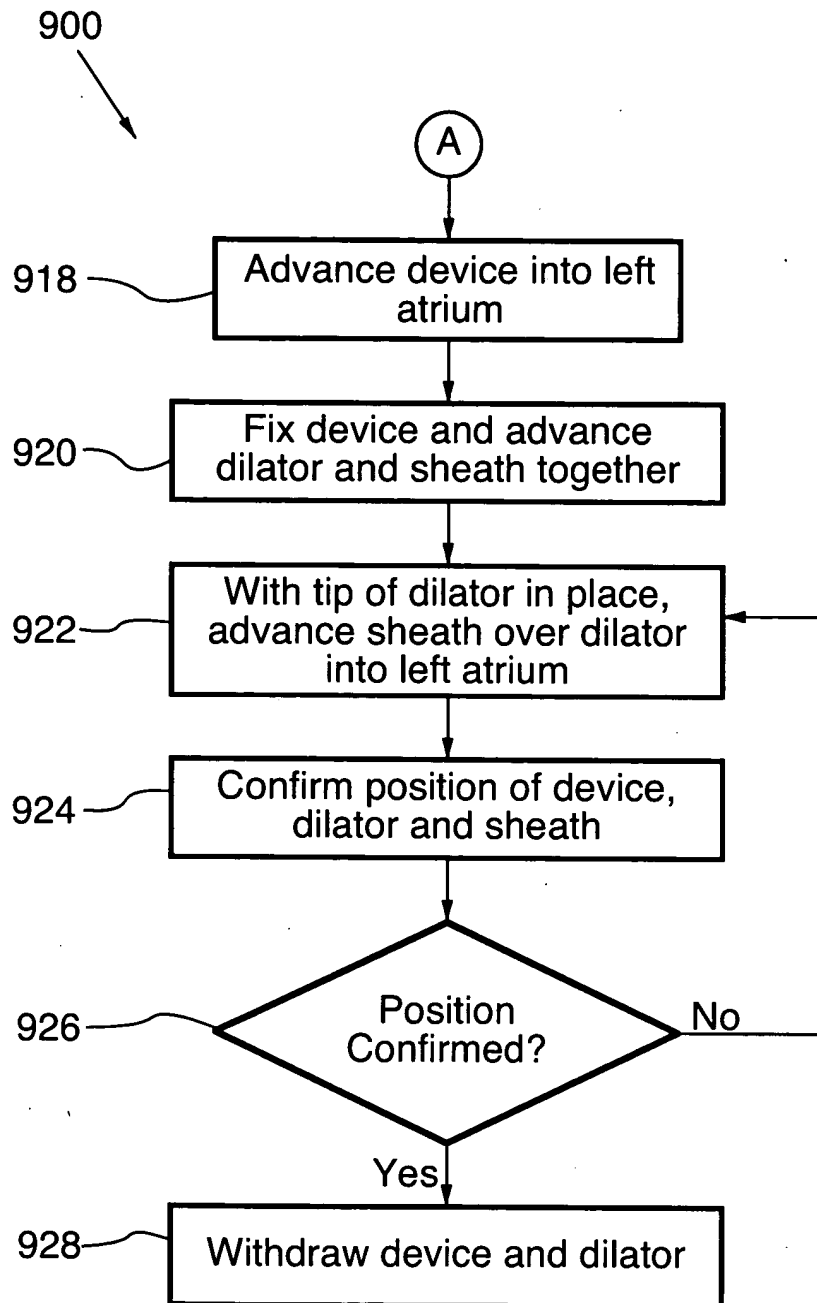 900
A
918
Advance device into left
atrium
920
Fix device and advance
dilator and sheath together
922
With tip of dilator in place,
advance sheath over dilator
into left atrium
924
Confirm position of device,
dilator and sheath
926
Position
Confirmed?
No
Yes
928
Withdraw device and dilator